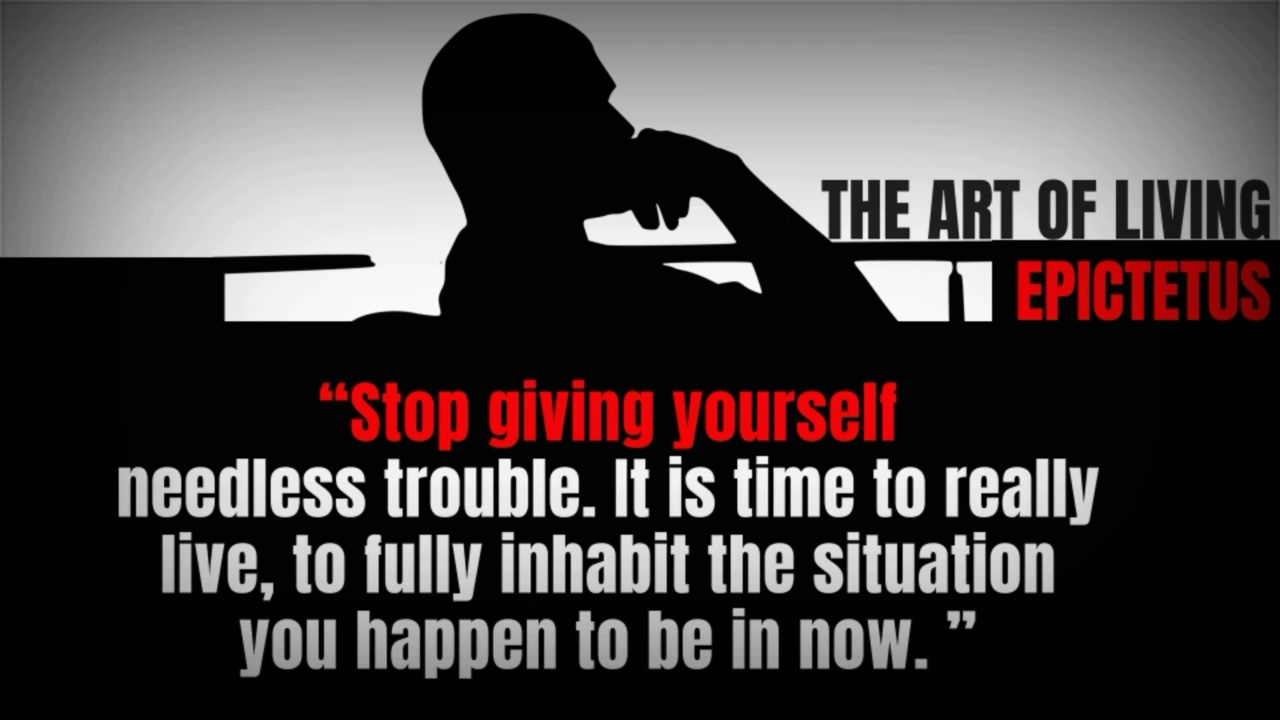 THE ART OF LIVING
EPICTETUS
“Stop giving yourself
needless trouble. It is time to really
live, to fully inhabit the situation
you happen to be in now. ”